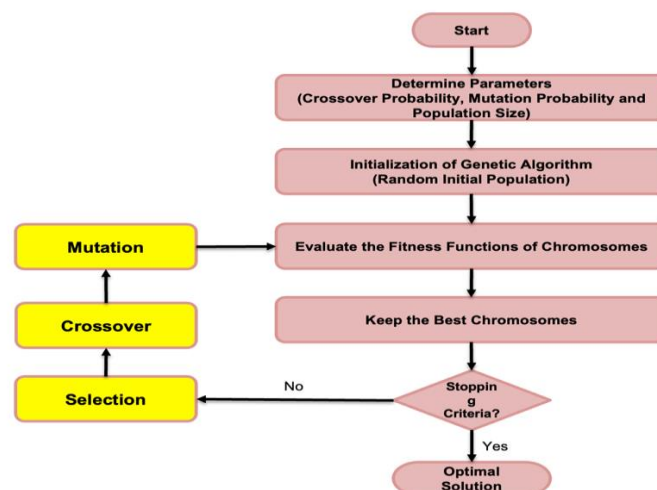 Start
Determine Parameters
(Crossover Probability, Mutation Probability and
Population Size)
Initialization of Genetic Algorithm
(Random Initial Population)
Mutation
Evaluate the Fitness Functions of Chromosomes
Crossover
Keep the Best Chromosomes
Selection
No
Stoppin
g
Criteria?
Yes
Optimal
Solution